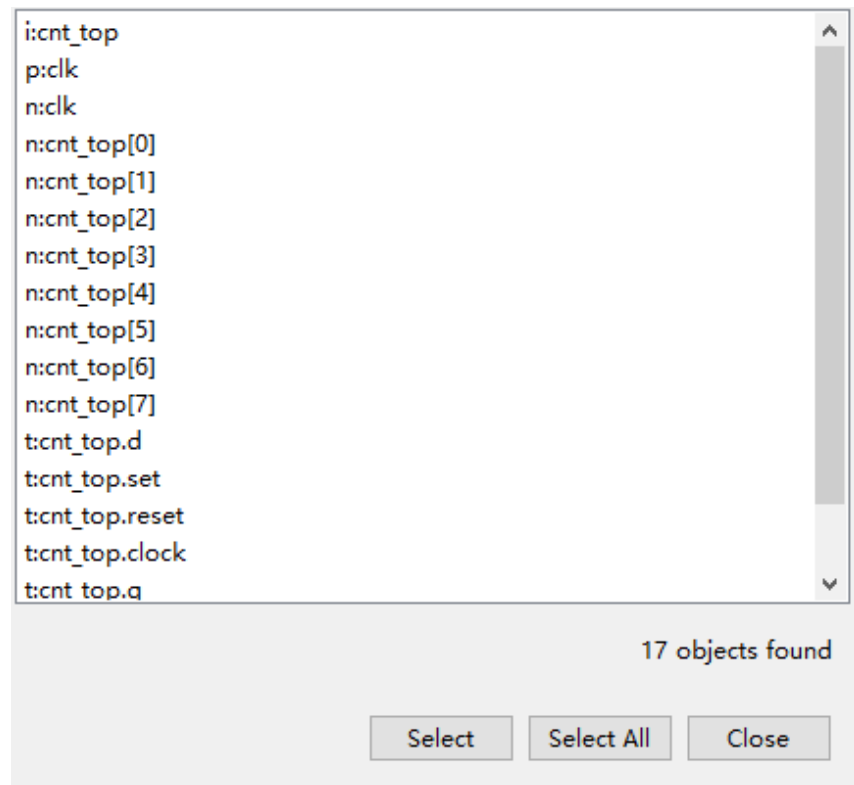 i:cnt_top
p:clk
n:clk
n:cnt_top[0]
n:cnt_top[1]
n:cnt_top[2]
n:cnt_top[3]
n:cnt_top[4]
n:cnt_top[5]
n:cnt_top[6]
n:cnt_top[7]
t:cnt_top.d
t:cnt_top.set
t:cnt_top.reset
t:cnt_top.clock
t:cnt_top.q
17 objects found
Select
Select All
Close